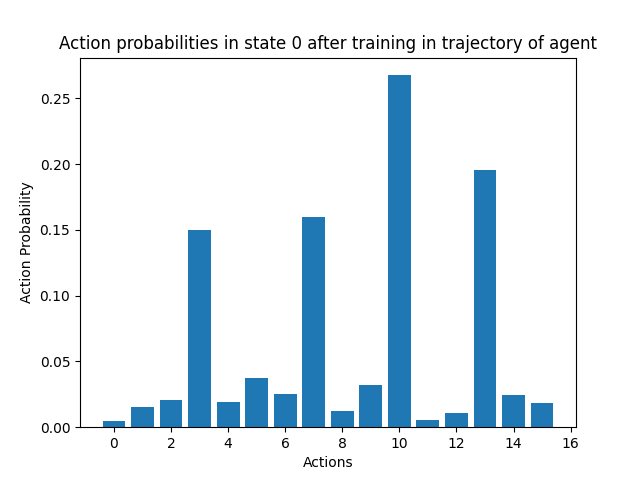 Action probabilities in state 0 after training in trajectory of agent
Action Probability
0.25
0.20
0.15
0.10
0.05
0.00
0 2 4 6 8 10 12 14 16
Actions